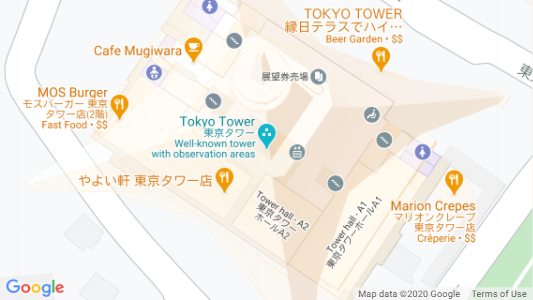 TOKYO TOWER
縁日テラスでハイ…
Beer Garden • $$
Cafe Mugiwara
展望券売場
MOS Burger
モスバーガー 東京
タワー店(2階)
Fast Food • $$
Tokyo Tower
東京タワー
Well-known tower
with observation areas
やよい軒 東京タワー店
Tower hall - A2
東京タワー
ホールA2
Tower hall - A1
東京タワーホールA1
Marion Crepes
マリオンクレープ
東京タワー店
Crêperie • $$
東
Google
Map data ©2020 Google
Terms of Use